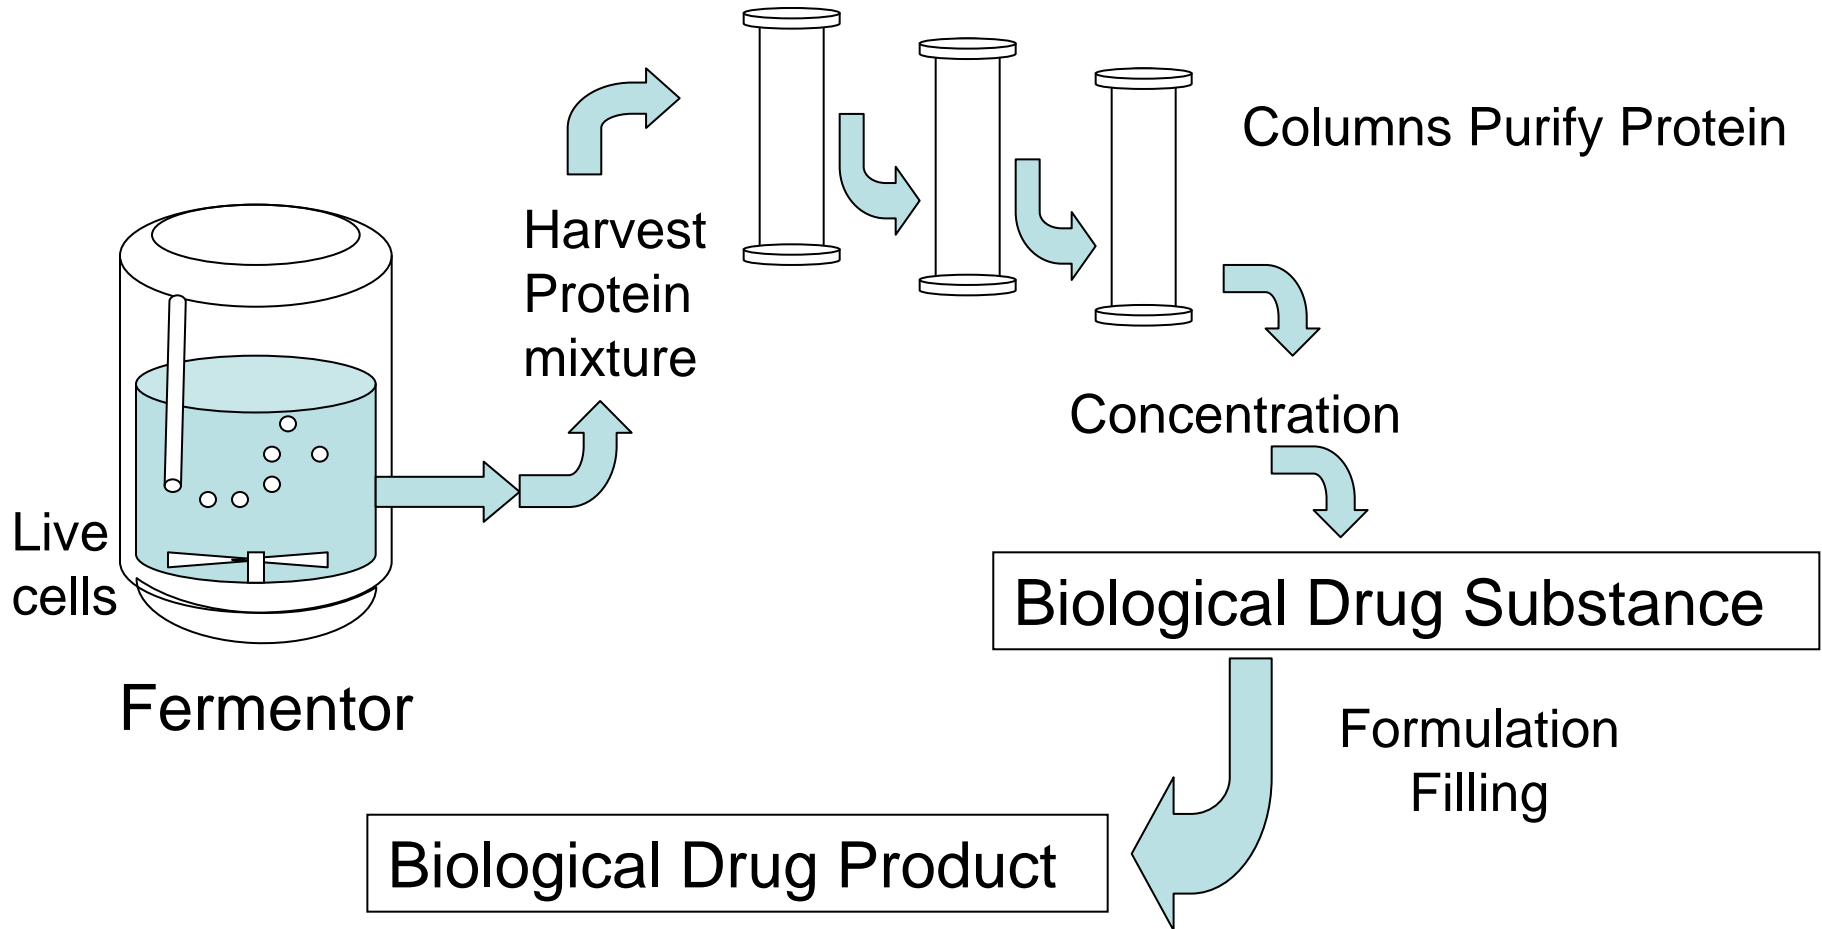 Columns Purify Protein
Harvest
Protein
mixture
Concentration
Live
cells
Biological Drug Substance
Fermentor
Formulation
Filling
Biological Drug Product